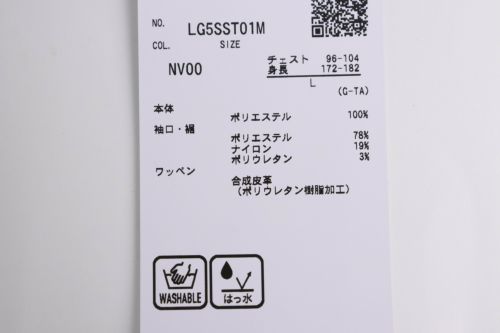 NO. LG5SST01M
COL. SIZE
NV00 チェスト 96-104
身長 172-182
L
(G-TA)
本体 ポリエステル 100%
袖口・裾 ポリエステル 78%
ナイロン 19%
ポリウレタン 3%
ワッペン 合成皮革
(ポリウレタン樹脂加工)
WASHABLE はっ水